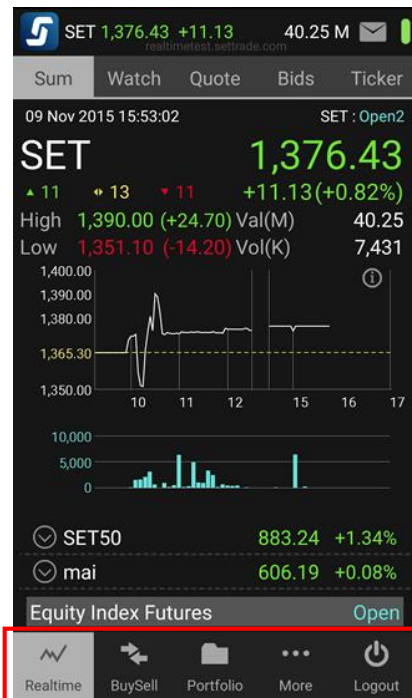 SET 1,376.43 +11.13 40.25 M
realtimetest.settrade.com
Sum Watch Quote Bids Ticker
09 Nov 2015 15:53:02 SET : Open2
SET 1,376.43
11 13 11 +11.13 (+0.82%)
High 1,390.00 (+24.70) Val(M) 40.25
Low 1,351.10 (-14.20) Vol(K) 7,431
1,400.00
1,390.00
1,380.00
1,365.30
1,350.00
10 11 12 15 16 17
10,000
5,000
0
SET50 883.24 +1.34%
mai 606.19 +0.08%
Equity Index Futures Open
Realtime BuySell Portfolio More Logout